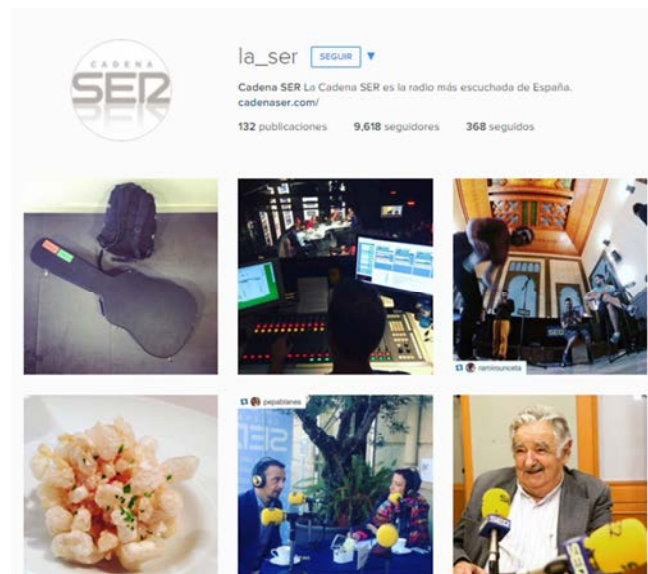 CADENA
SER
la_ser SEGUIR
Cadena SER La Cadena SER es la radio más escuchada de España.
cadenaser.com/
132 publicaciones 9,618 seguidores 368 seguidos
ramirosunceta
pepablanes
SER